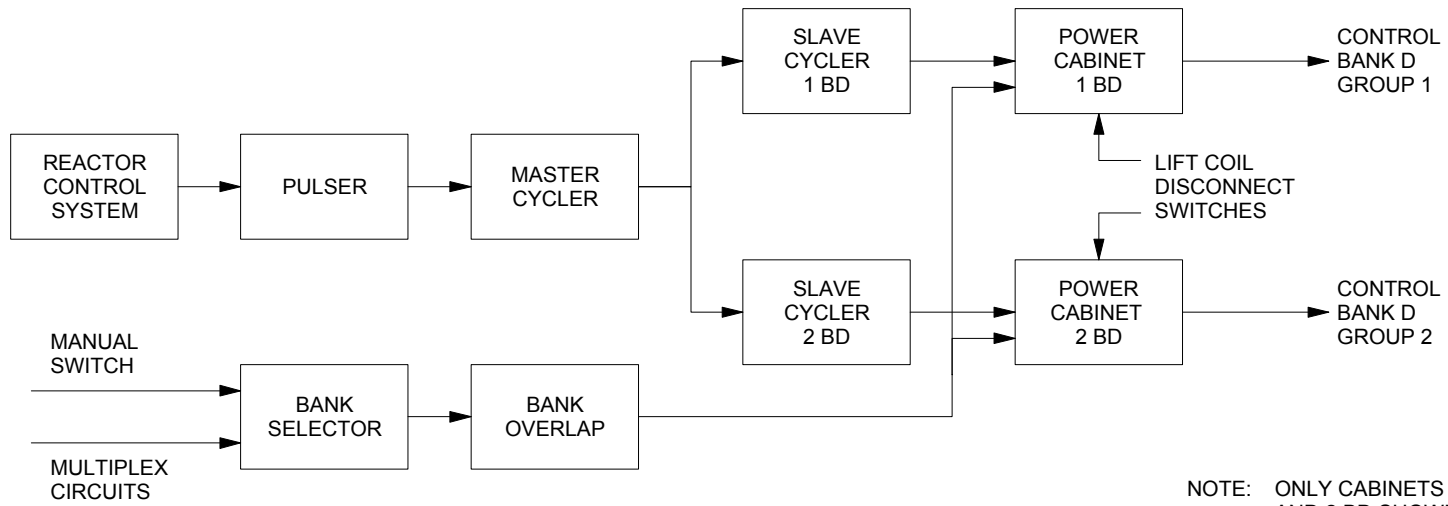 SLAVE
CYCLER
1 BD
POWER
CABINET
1 BD
CONTROL
BANK D
GROUP 1
REACTOR
CONTROL
SYSTEM
PULSER
MASTER
CYCLER
LIFT COIL
DISCONNECT
SWITCHES
SLAVE
CYCLER
2 BD
POWER
CABINET
2 BD
CONTROL
BANK D
GROUP 2
MANUAL
SWITCH
BANK
SELECTOR
BANK
OVERLAP
MULTIPLEX
CIRCUITS
NOTE: ONLY CABINETS